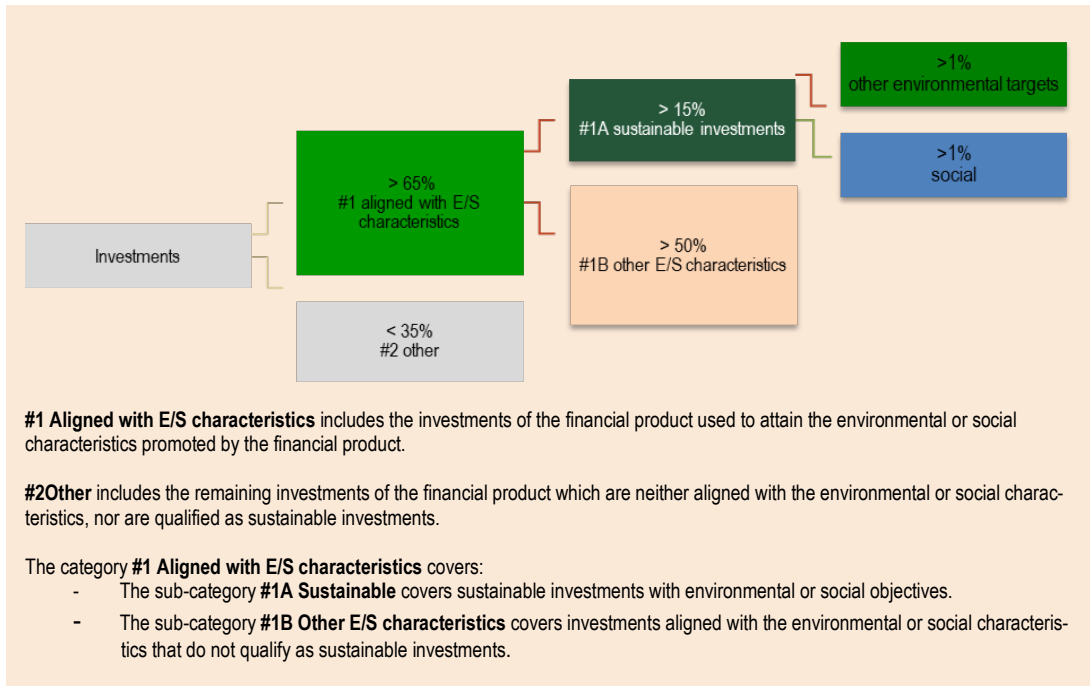 >1%
other environmental targets
> 15%
#1A sustainable investments
>1%
social
> 65%
#1 aligned with E/S
characteristics
Investments
> 50%
#1B other E/S characteristics
< 35%
#2 other
#1 Aligned with E/S characteristics includes the investments of the financial product used to attain the environmental or social
characteristics promoted by the financial product.
#2Other includes the remaining investments of the financial product which are neither aligned with the environmental or social charac-
teristics, nor are qualified as sustainable investments.
The category #1 Aligned with E/S characteristics covers:
- The sub-category #1A Sustainable covers sustainable investments with environmental or social objectives.
- The sub-category #1B Other E/S characteristics covers investments aligned with the environmental or social characteris-
tics that do not qualify as sustainable investments.